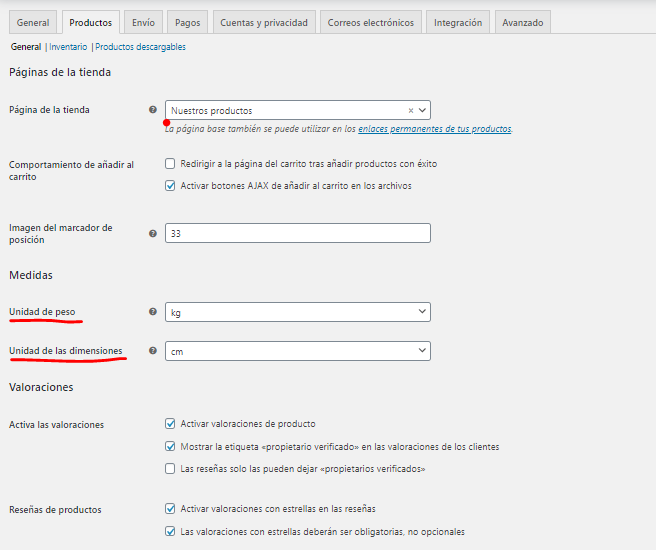 General Productos Envío Pagos Cuentas y privacidad Correos electrónicos Integración Avanzado
General | Inventario | Productos descargables
Páginas de la tienda
Página de la tienda ? Nuestros productos ×
La página base también se puede utilizar en los enlaces permanentes de tus productos.
Comportamiento de añadir al
carrito
Redirigir a la página del carrito tras añadir productos con éxito
Activar botones AJAX de añadir al carrito en los archivos
Imagen del marcador de
posición
? 33
Medidas
Unidad de peso ? kg
Unidad de las dimensiones ? cm
Valoraciones
Activa las valoraciones Activar valoraciones de producto
Mostrar la etiqueta «propietario verificado» en las valoraciones de los clientes
Las reseñas solo las pueden dejar «propietarios verificados»
Reseñas de productos Activar valoraciones con estrellas en las reseñas
Las valoraciones con estrellas deberán ser obligatorias, no opcionales